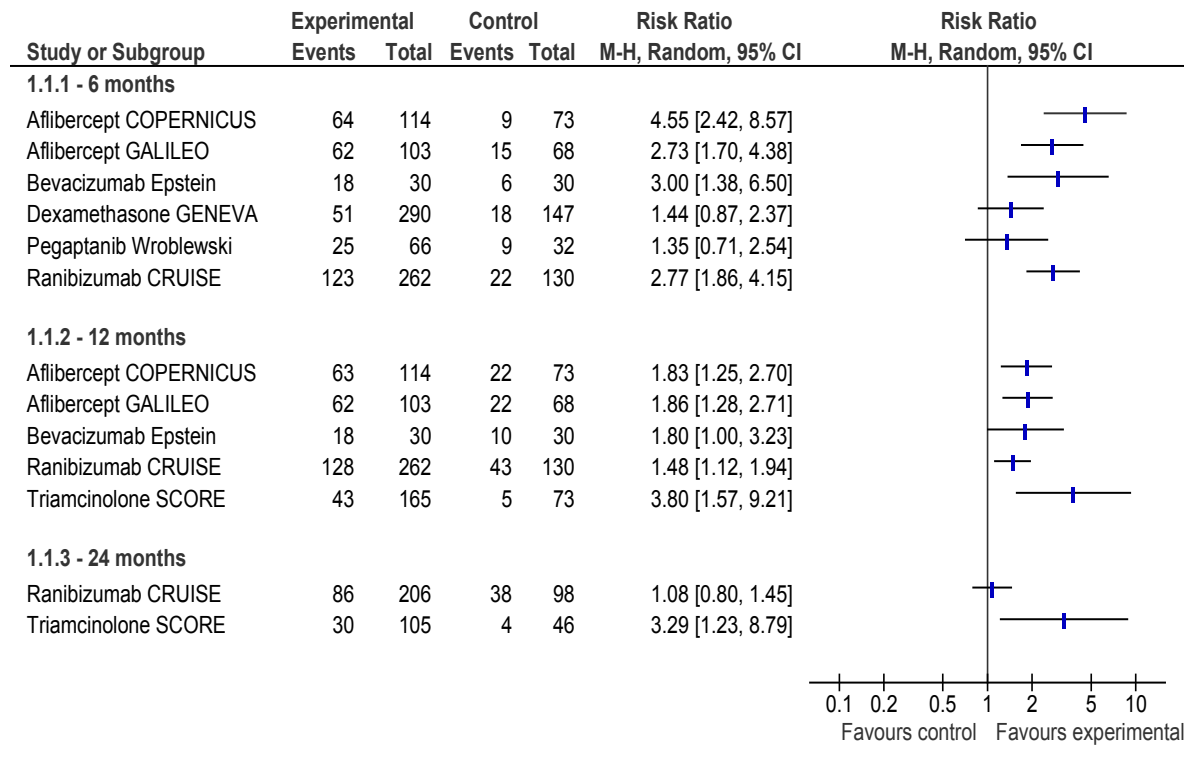 Experimental Control Risk Ratio Risk Ratio
Study or Subgroup Events Total Events Total M-H, Random, 95% CI M-H, Random, 95% CI
1.1.1 - 6 months
Aflibercept COPERNICUS 64 114 9 73 4.55 [2.42, 8.57]
Aflibercept GALILEO 62 103 15 68 2.73 [1.70, 4.38]
Bevacizumab Epstein 18 30 6 30 3.00 [1.38, 6.50]
Dexamethasone GENEVA 51 290 18 147 1.44 [0.87, 2.37]
Pegaptanib Wroblewski 25 66 9 32 1.35 [0.71, 2.54]
Ranibizumab CRUISE 123 262 22 130 2.77 [1.86, 4.15]
1.1.2 - 12 months
Aflibercept COPERNICUS 63 114 22 73 1.83 [1.25, 2.70]
Aflibercept GALILEO 62 103 22 68 1.86 [1.28, 2.71]
Bevacizumab Epstein 18 30 10 30 1.80 [1.00, 3.23]
Ranibizumab CRUISE 128 262 43 130 1.48 [1.12, 1.94]
Triamcinolone SCORE 43 165 5 73 3.80 [1.57, 9.21]
1.1.3 - 24 months
Ranibizumab CRUISE 86 206 38 98 1.08 [0.80, 1.45]
Triamcinolone SCORE 30 105 4 46 3.29 [1.23, 8.79]
0.1 0.2 0.5 1 2 5 10
Favours control Favours experimental